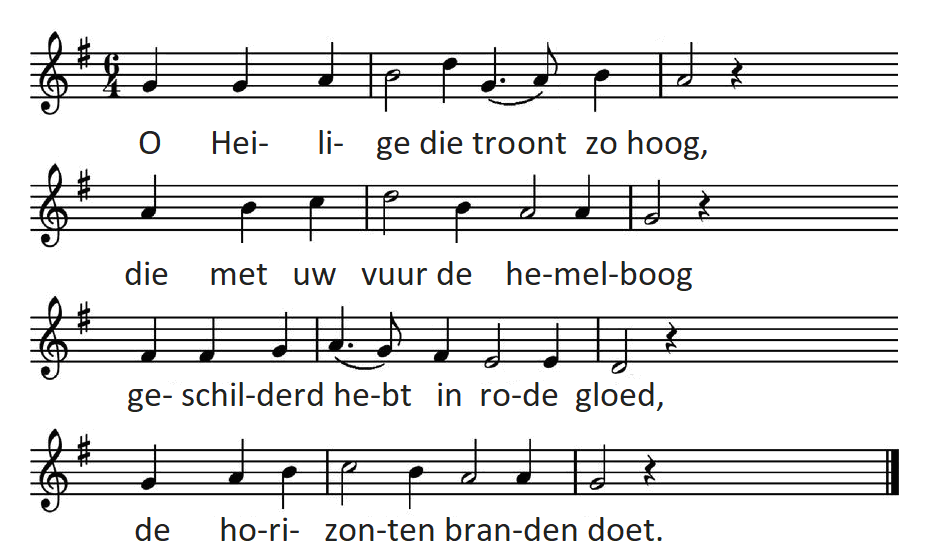 6
4
O Hei- li- ge die troont zo hoog,
die met uw vuur de he-mel-boog
ge- schil-derd he-bt in ro-de gloed,
de ho-ri- zon-ten bran-den doet.